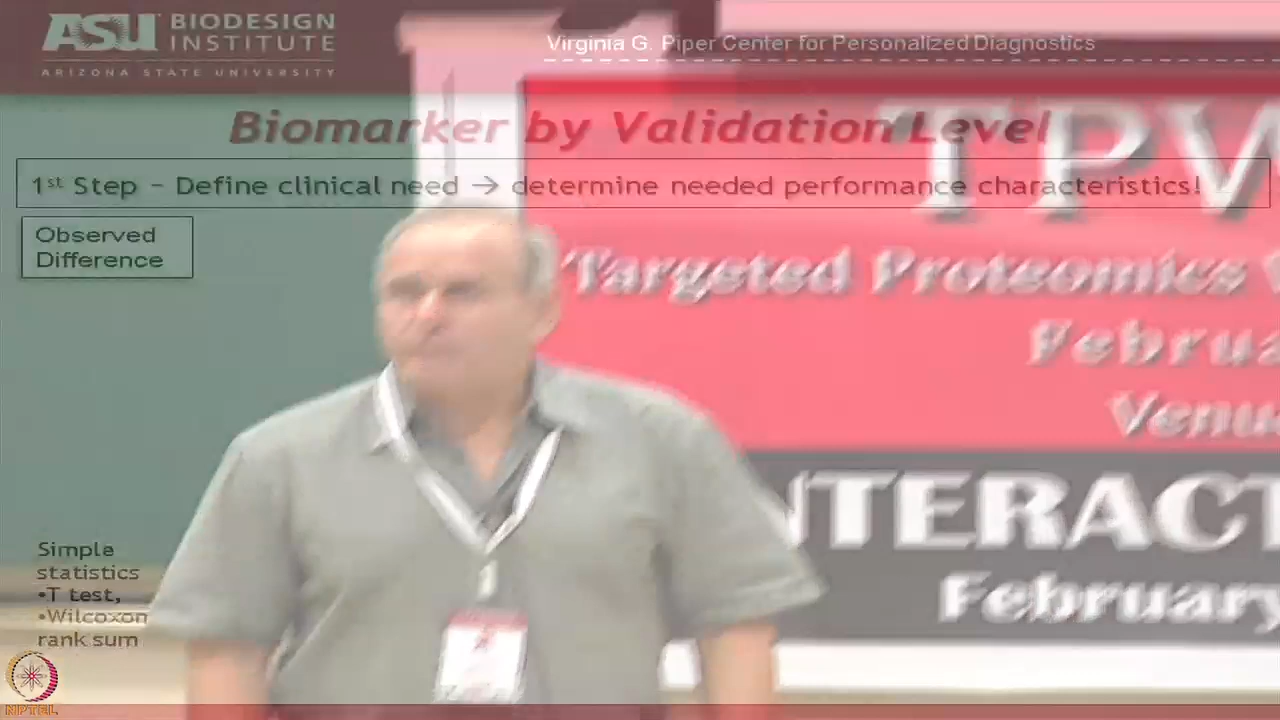 ASU BIODESIGN
INSTITUTE
ARIZONA STATE UNIVERSITY
Virginia G. Piper Center for Personalized Diagnostics
Biomarker by Validation Level
1st Step – Define clinical need → determine needed performance characteristics!
Observed
Difference
TPW
Targeted Proteomics
Februa
Venu
NTERACT
February
Simple
statistics
•T test,
•Wilcoxon
rank sum
NPTEL